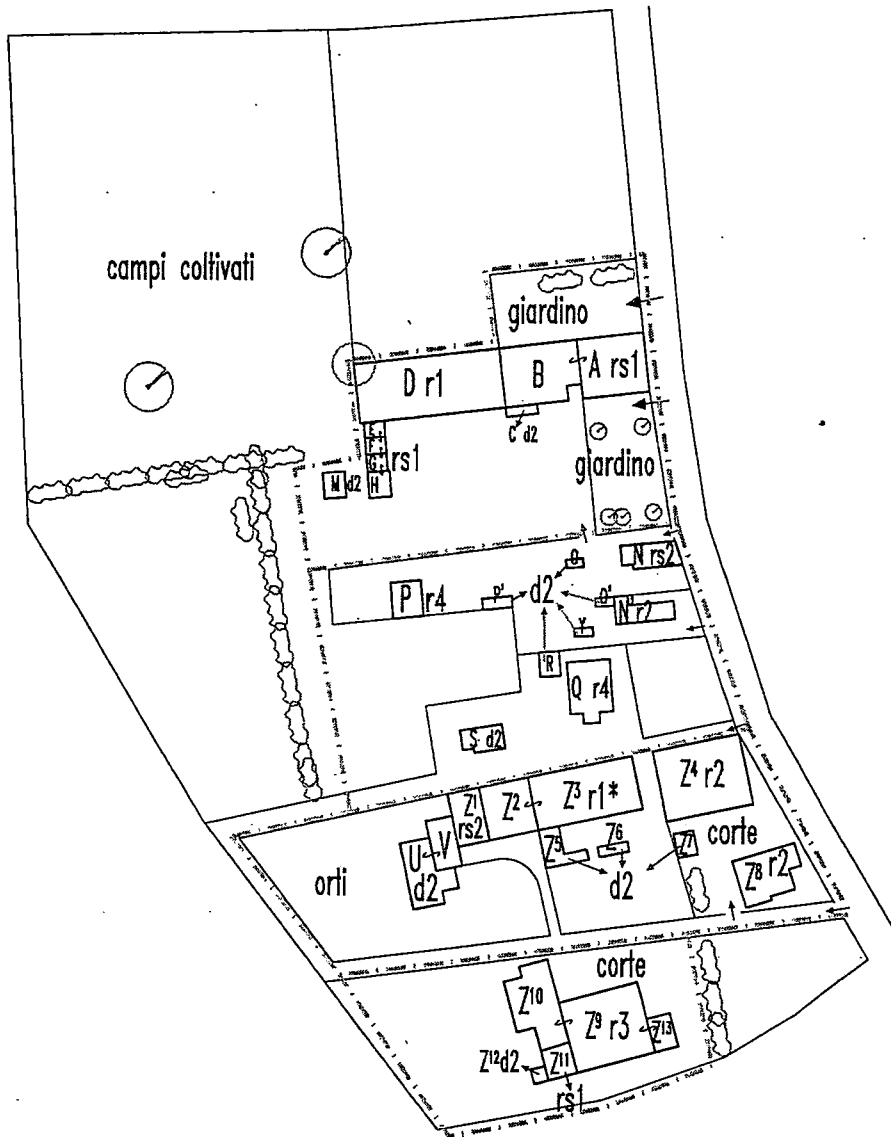 campi coltivati
giardino
D r1
B
A rs1
C d2
giardino
rs1
G
H
M d2
N rs2
O
P r4
P'
d2
O'
N' r2
Y
R
Q r4
S d2
Z¹ rs2
Z²
Z³ r1*
Z⁴ r2
V
U
d2
Z⁵
Z⁶
Z⁷
corte
orti
d2
Z⁸ r2
corte
Z¹⁰
Z⁹ r3
Z¹³
Z¹² d2
Z¹¹
rs1